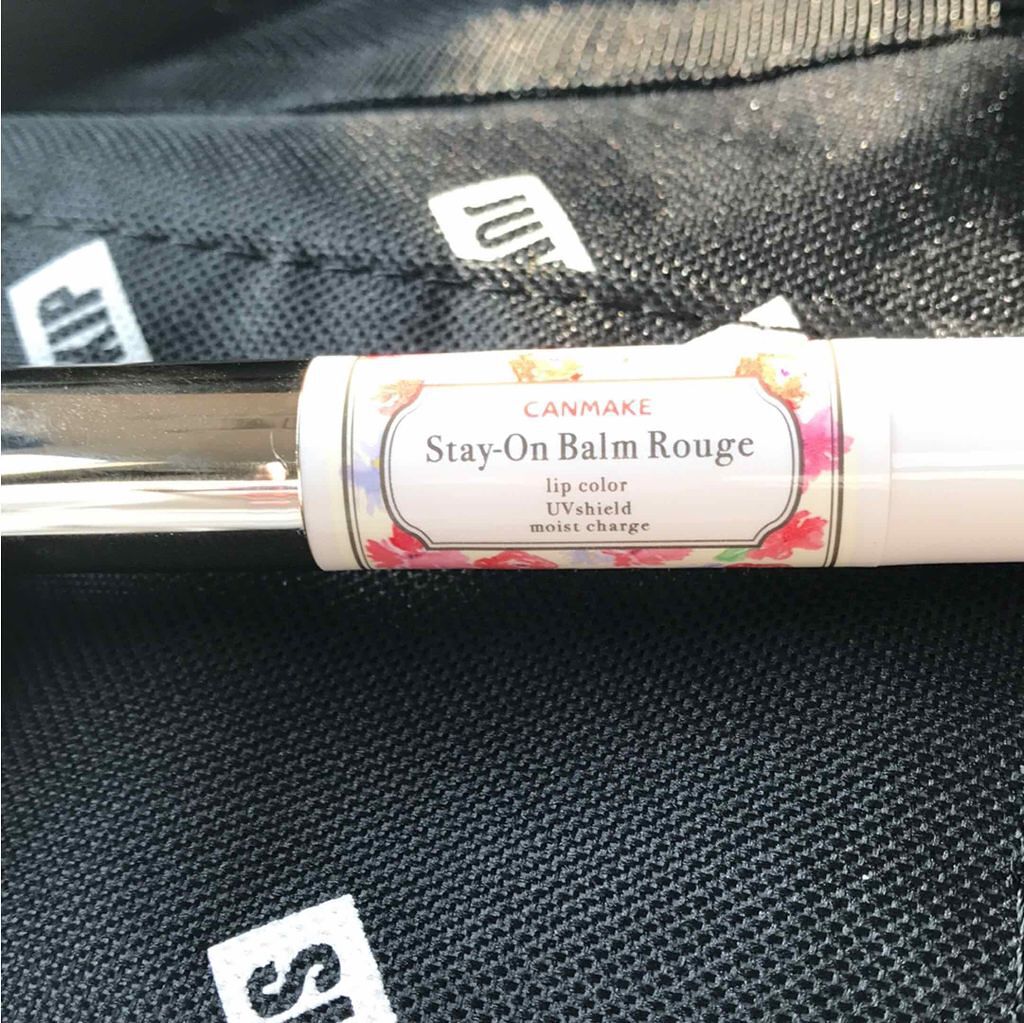 CANMAKE
Stay-On Balm Rouge
lip color
UVshield
moist charge